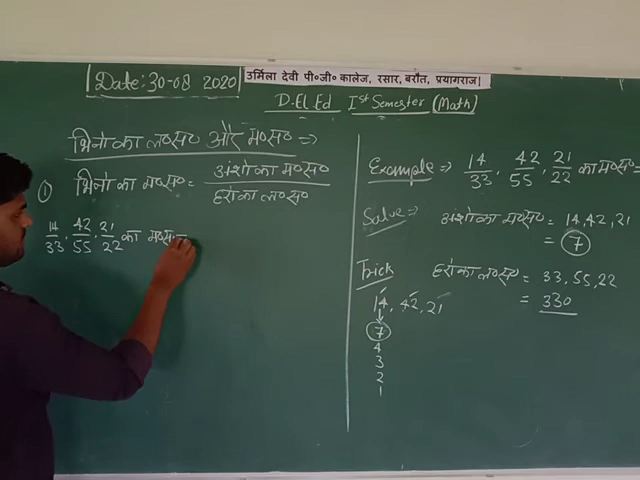 Date: 30-08 2020
उर्मिला देवी पी०जी० कालेज, रसार, बरौत, प्रयागराज।
D.El.Ed Ist Semester (Math)
भिन्नो का ल०स० और म०स० ⇒
① भिन्नो का म०स० = अंशो का म०स० / हरो का ल०स०
14/33, 42/55, 21/22 का म०स० =
Example ⇒ 14/33, 42/55, 21/22 का म०स० =
Solve ⇒ अंशो का म०स० = 14, 42, 21
= 7
हरो का ल०स० = 33, 55, 22
= 330
Trick
14, 42, 21
↓
7
4
3
2
1